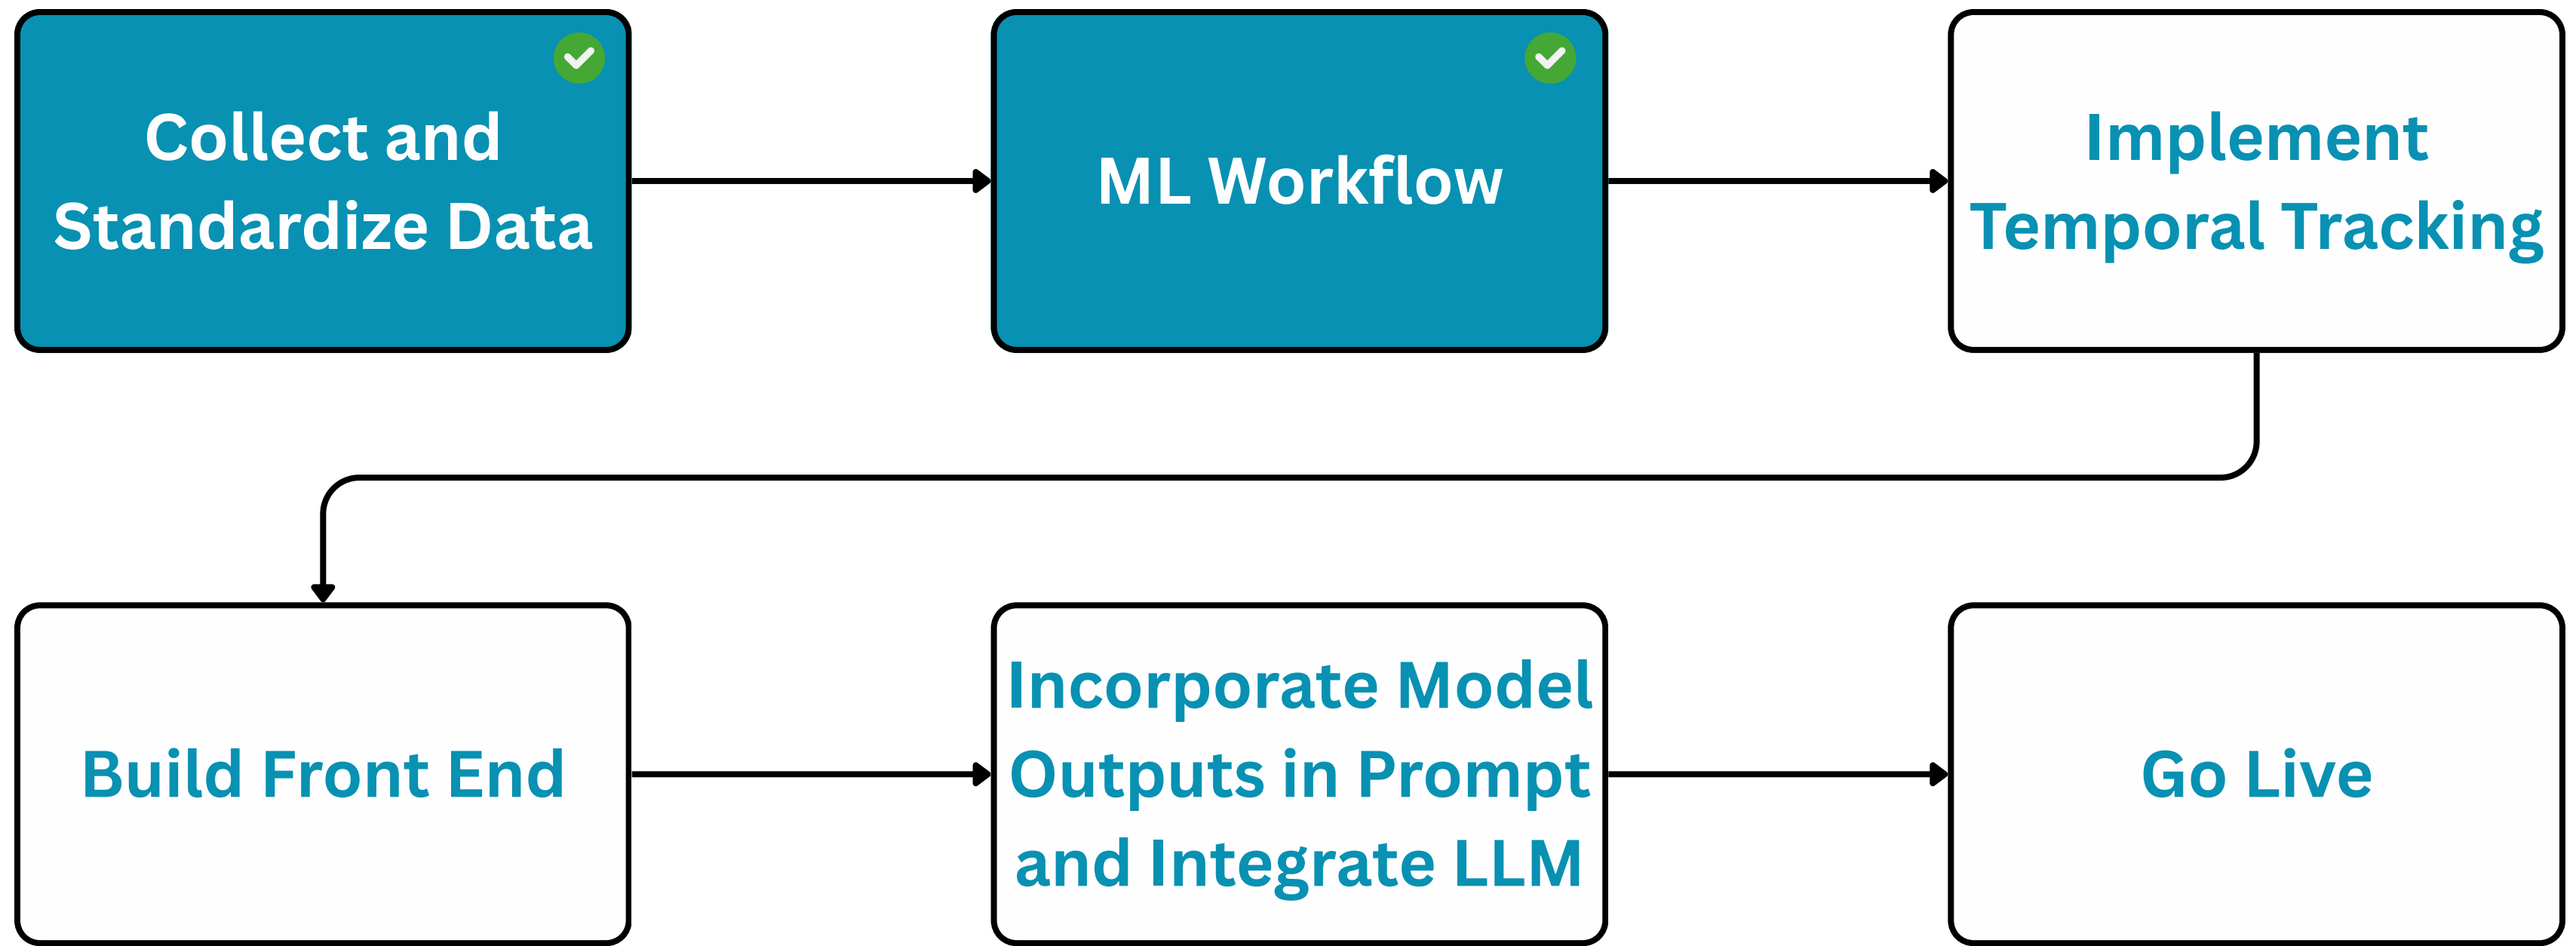 Collect and
Standardize Data
ML Workflow
Implement
Temporal Tracking
Build Front End
Incorporate Model
Outputs in Prompt
and Integrate LLM
Go Live